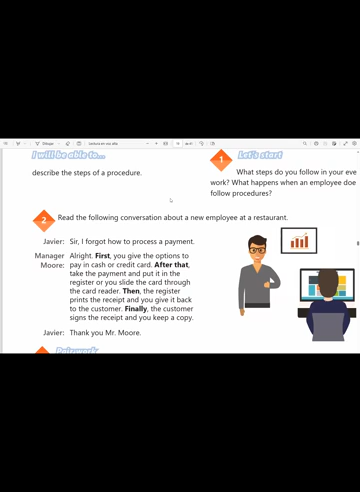 Dibujar
Lectura en voz alta
I will be able to...
1
Let's start
describe the steps of a procedure.
What steps do you follow in your eve
work? What happens when an employee doe
follow procedures?
2
Read the following conversation about a new employee at a restaurant.
Javier: Sir, I forgot how to process a payment.
Manager Moore: Alright. First, you give the options to
pay in cash or credit card. After that,
take the payment and put it in the
register or you slide the card through
the card reader. Then, the register
prints the receipt and you give it back
to the customer. Finally, the customer
signs the receipt and you keep a copy.
Javier: Thank you Mr. Moore.
Pairwork